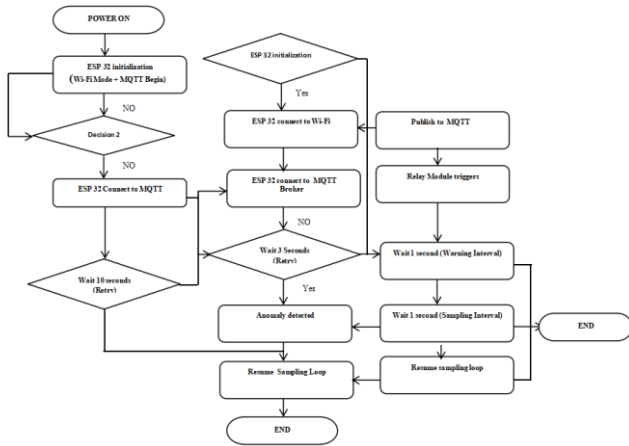 POWER ON
ESP 32 initialization
(Wi-Fi Mode + MQTT Begin)
NO
Decision 2
NO
ESP 32 Connect to MQTT
Wait 10 seconds
(Retry)
ESP 32 initialization
Yes
ESP 32 connect to Wi-Fi
ESP 32 connect to MQTT
Broker
NO
Wait 3 Seconds
(Retry)
Yes
Anomaly detected
Resume Sampling Loop
END
Publish to MQTT
Relay Module triggers
Wait 1 second (Warning Interval)
Wait 1 second (Sampling Interval)
Resume sampling loop
END